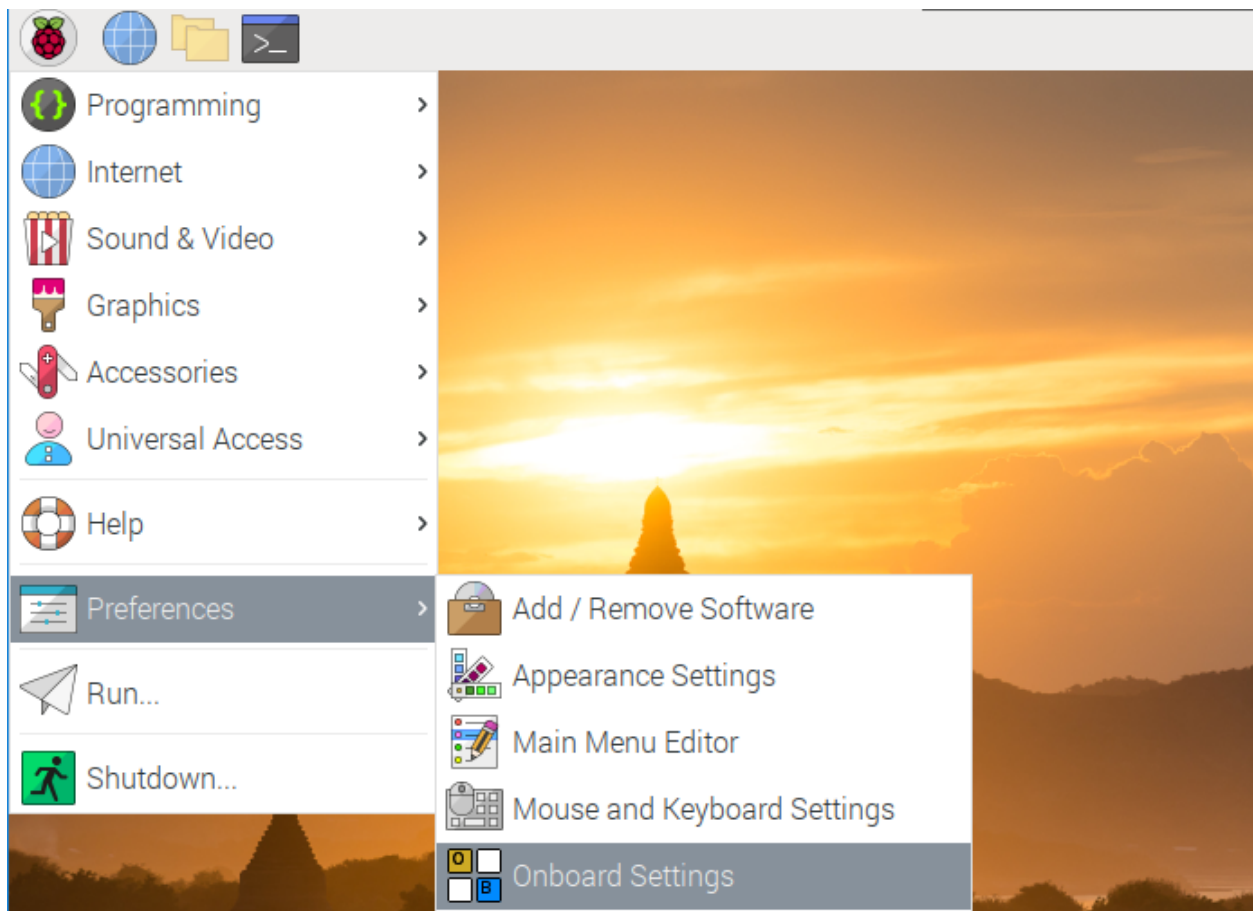 >_
Programming
Internet
Sound & Video
Graphics
Accessories
Universal Access
Help
Preferences
Run...
Shutdown...
Add / Remove Software
Appearance Settings
Main Menu Editor
Mouse and Keyboard Settings
O
B
Onboard Settings